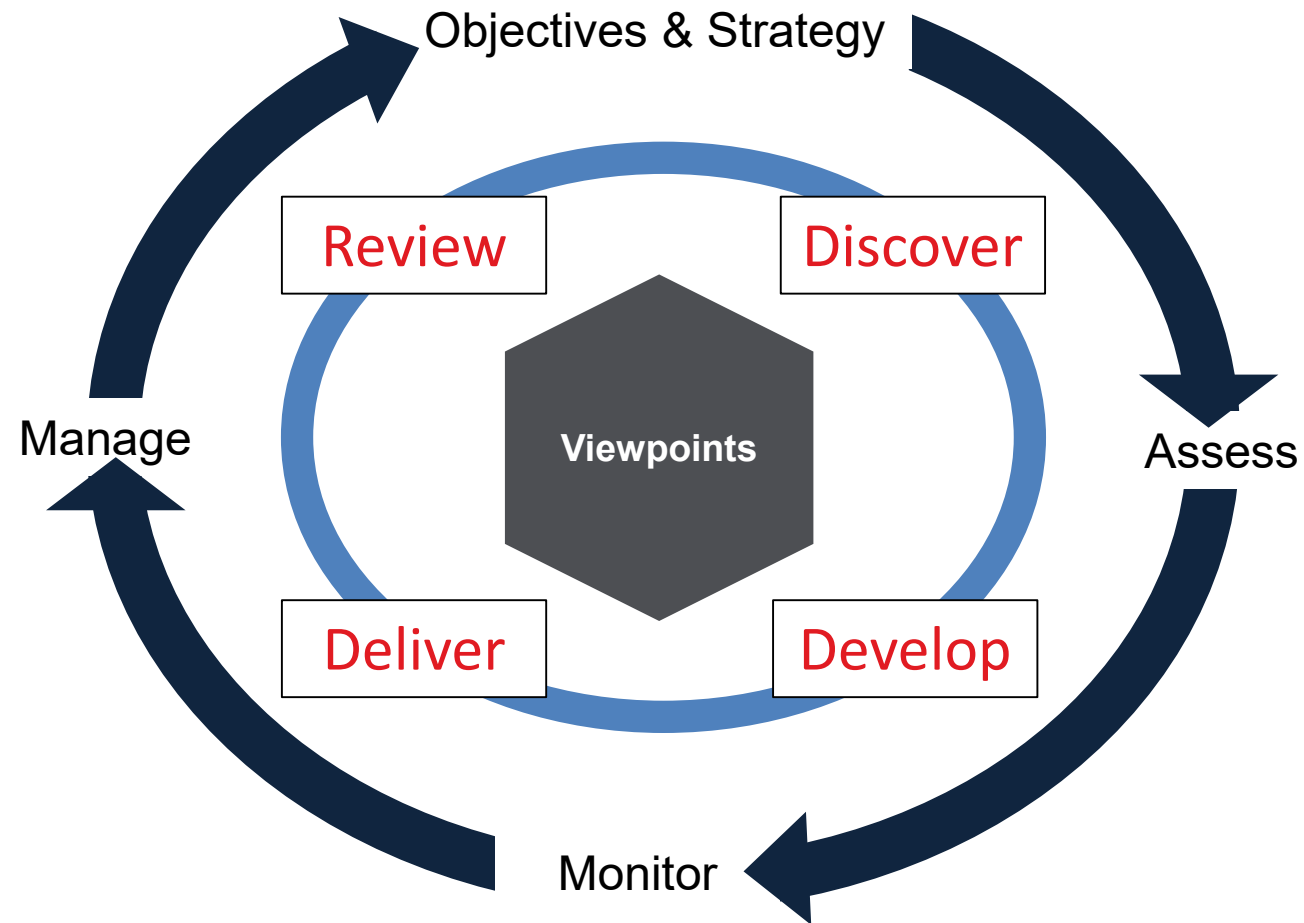 Objectives & Strategy
Review
Discover
Viewpoints
Manage
Assess
Deliver
Develop
Monitor